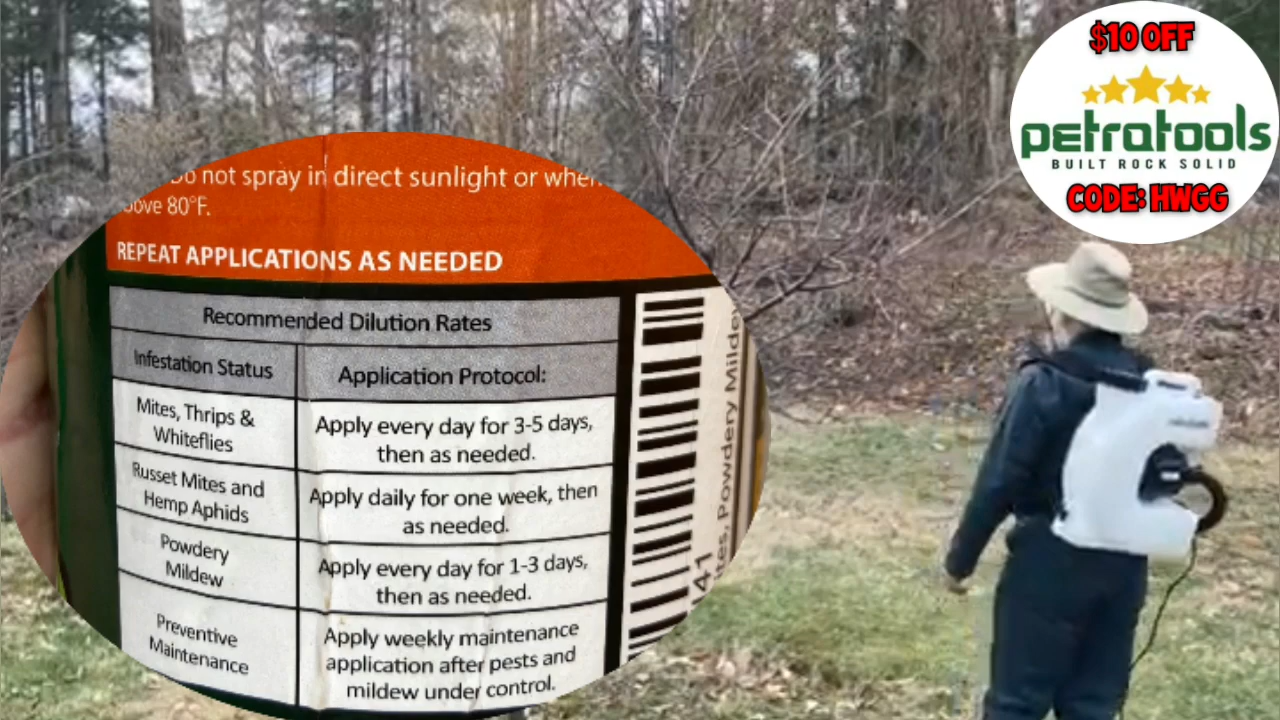 $10 OFF
petratools
BUILT ROCK SOLID
CODE: HWGG
Do not spray in direct sunlight or when
80°F.
REPEAT APPLICATIONS AS NEEDED
Recommended Dilution Rates
Infestation Status
Application Protocol:
Mites, Thrips &
Whiteflies
Apply every day for 3-5 days,
then as needed.
Russet Mites and
Hemp Aphids
Apply daily for one week, then
as needed.
Powdery
Mildew
Apply every day for 1-3 days,
then as needed.
Preventive
Maintenance
Apply weekly maintenance
application after pests and
mildew under control.
Powdery